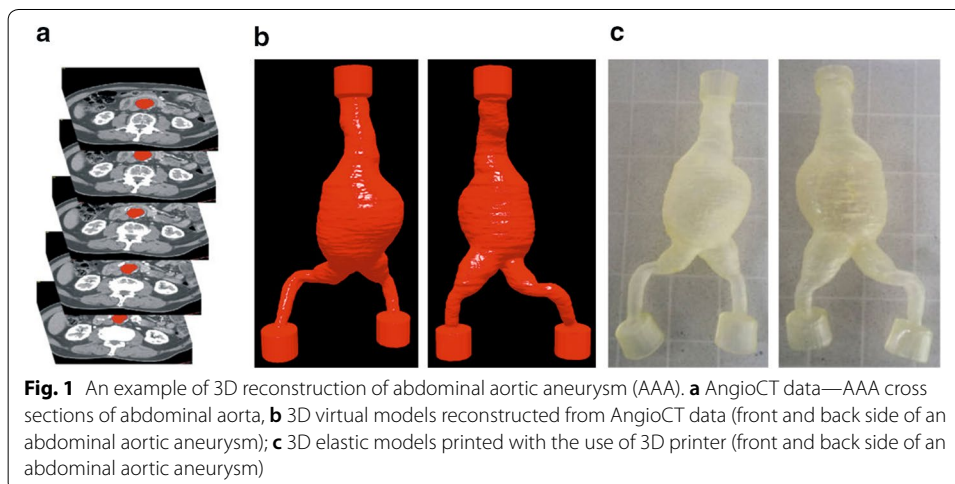 a
b
c
Fig. 1 An example of 3D reconstruction of abdominal aortic aneurysm (AAA). a AngioCT data—AAA cross
sections of abdominal aorta, b 3D virtual models reconstructed from AngioCT data (front and back side of an
abdominal aortic aneurysm); c 3D elastic models printed with the use of 3D printer (front and back side of an
abdominal aortic aneurysm)